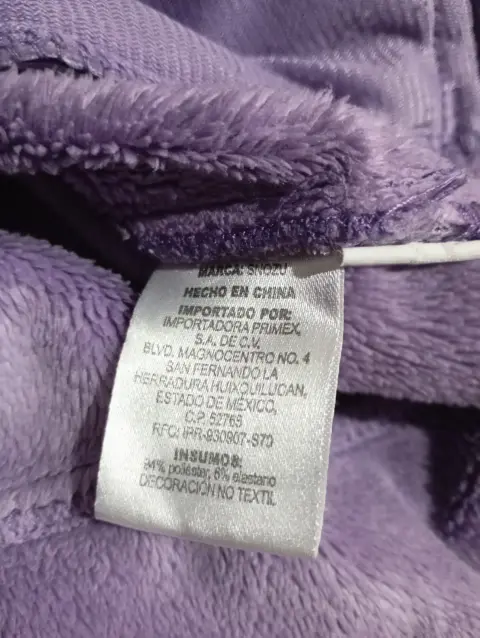 MARCA: SNOZU
HECHO EN CHINA
IMPORTADO POR:
IMPORTADORA PRIMEX,
S.A. DE C.V.
BLVD. MAGNOCENTRO NO. 4
SAN FERNANDO LA
HERRADURA HUIXQUILUCAN,
ESTADO DE MÉXICO,
C.P. 52765
RFC: IPR-930907-S70
INSUMOS:
94% poliéster, 6% elastano
DECORACIÓN NO TEXTIL